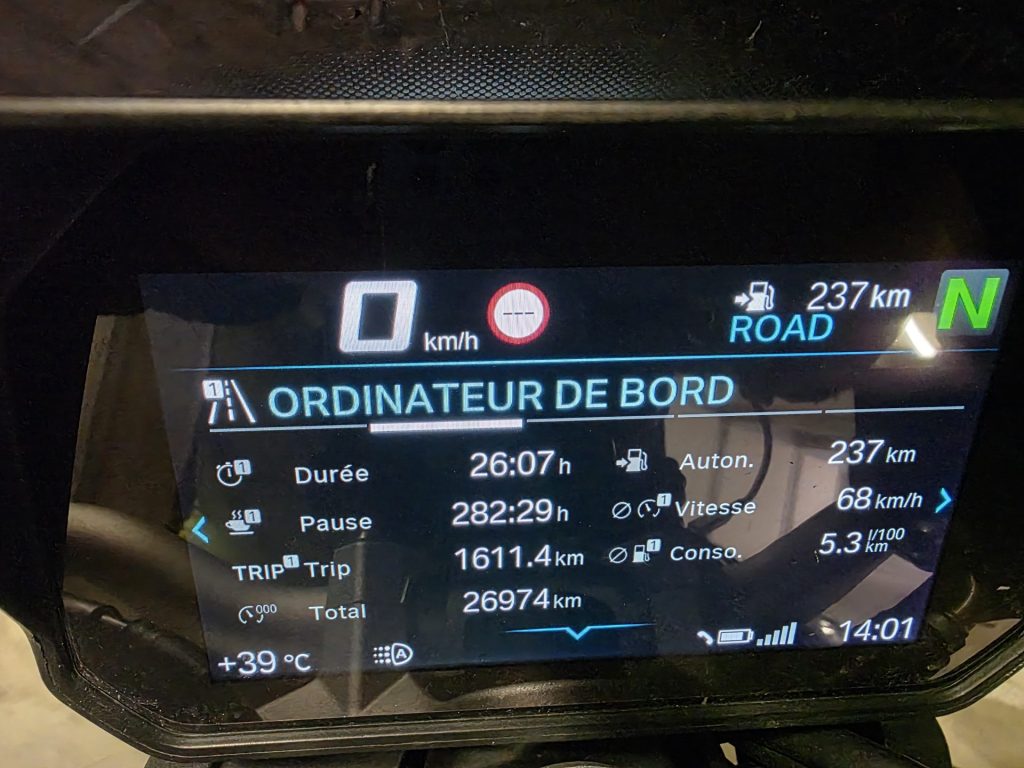 0 km/h --- 237 km N
ROAD
1 ORDINATEUR DE BORD
1 Durée 26:07 h
Auton. 237 km
1 Pause 282:29 h
1 Vitesse 68 km/h
TRIP 1 Trip 1611.4 km
1 Conso. 5.3 l/100 km
000 Total 26974 km
+39 °C A 14:01